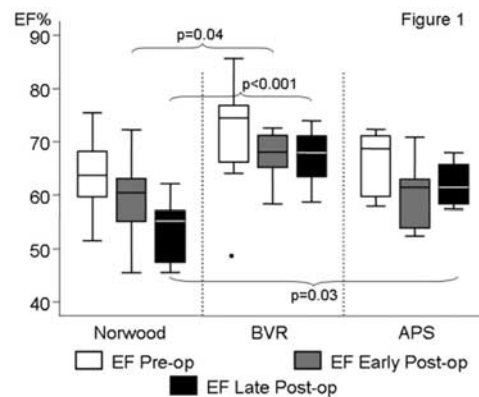 EF%
Figure 1
90
80
70
60
50
40
p=0.04
p<0.001
p=0.03
Norwood
BVR
APS
EF Pre-op
EF Early Post-op
EF Late Post-op